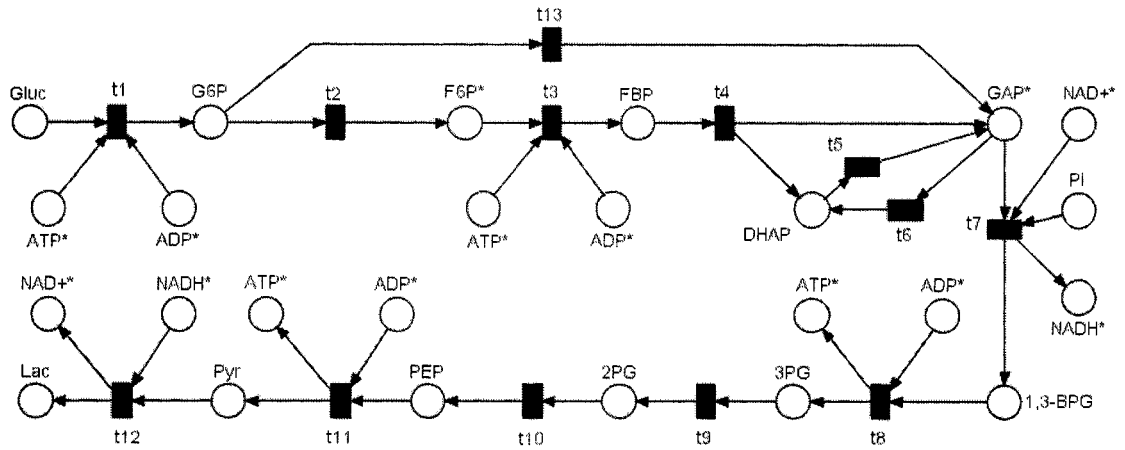 t13
Gluc
t1
G6P
t2
F6P*
t3
FBP
t4
GAP*
NAD+*
t5
Pi
ATP*
ADP*
ATP*
ADP*
DHAP
t6
t7
NAD+*
NADH*
ATP*
ADP*
ATP*
ADP*
NADH*
Lac
Pyr
PEP
2PG
3PG
1,3-BPG
t12
t11
t10
t9
t8